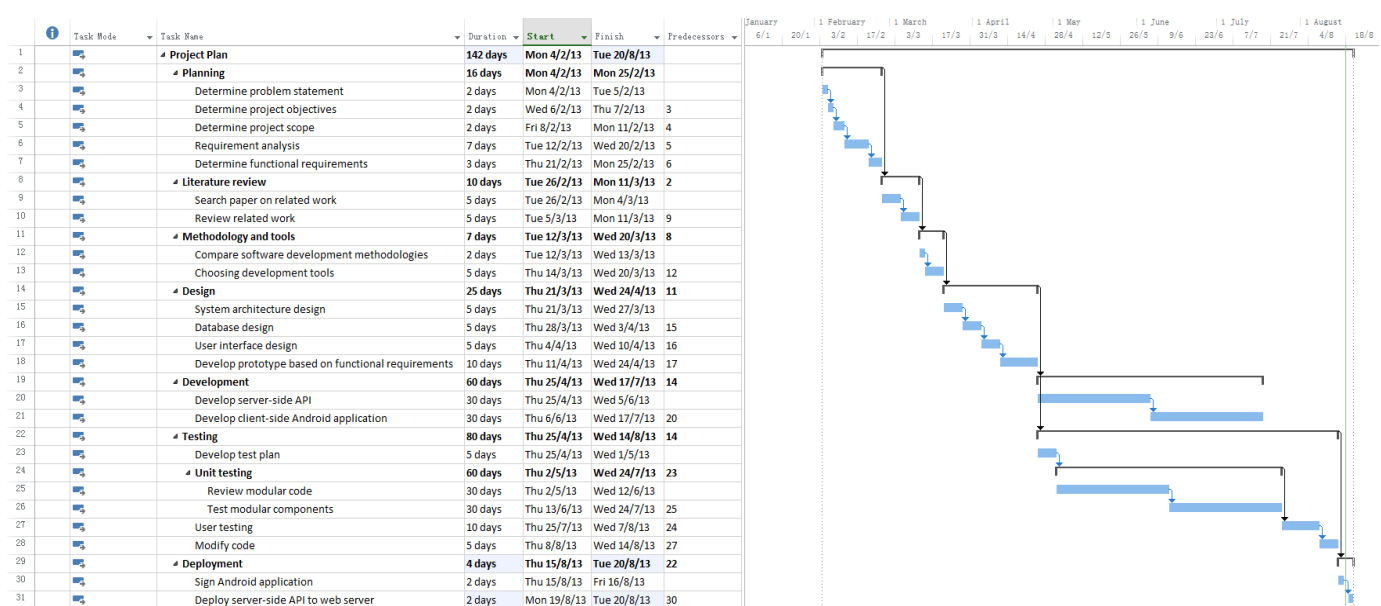 January 1 February 1 March 1 April 1 May 1 June 1 July 1 August
Task Mode Task Name Duration Start Finish Predecessors 6/1 20/1 3/2 17/2 3/3 17/3 31/3 14/4 28/4 12/5 26/5 9/6 23/6 7/7 21/7 4/8 18/8
1 Project Plan 142 days Mon 4/2/13 Tue 20/8/13
2 Planning 16 days Mon 4/2/13 Mon 25/2/13
3 Determine problem statement 2 days Mon 4/2/13 Tue 5/2/13
4 Determine project objectives 2 days Wed 6/2/13 Thu 7/2/13 3
5 Determine project scope 2 days Fri 8/2/13 Mon 11/2/13 4
6 Requirement analysis 7 days Tue 12/2/13 Wed 20/2/13 5
7 Determine functional requirements 3 days Thu 21/2/13 Mon 25/2/13 6
8 Literature review 10 days Tue 26/2/13 Mon 11/3/13 2
9 Search paper on related work 5 days Tue 26/2/13 Mon 4/3/13
10 Review related work 5 days Tue 5/3/13 Mon 11/3/13 9
11 Methodology and tools 7 days Tue 12/3/13 Wed 20/3/13 8
12 Compare software development methodologies 2 days Tue 12/3/13 Wed 13/3/13
13 Choosing development tools 5 days Thu 14/3/13 Wed 20/3/13 12
14 Design 25 days Thu 21/3/13 Wed 24/4/13 11
15 System architecture design 5 days Thu 21/3/13 Wed 27/3/13
16 Database design 5 days Thu 28/3/13 Wed 3/4/13 15
17 User interface design 5 days Thu 4/4/13 Wed 10/4/13 16
18 Develop prototype based on functional requirements 10 days Thu 11/4/13 Wed 24/4/13 17
19 Development 60 days Thu 25/4/13 Wed 17/7/13 14
20 Develop server-side API 30 days Thu 25/4/13 Wed 5/6/13
21 Develop client-side Android application 30 days Thu 6/6/13 Wed 17/7/13 20
22 Testing 80 days Thu 25/4/13 Wed 14/8/13 14
23 Develop test plan 5 days Thu 25/4/13 Wed 1/5/13
24 Unit testing 60 days Thu 2/5/13 Wed 24/7/13 23
25 Review modular code 30 days Thu 2/5/13 Wed 12/6/13
26 Test modular components 30 days Thu 13/6/13 Wed 24/7/13 25
27 User testing 10 days Thu 25/7/13 Wed 7/8/13 24
28 Modify code 5 days Thu 8/8/13 Wed 14/8/13 27
29 Deployment 4 days Thu 15/8/13 Tue 20/8/13 22
30 Sign Android application 2 days Thu 15/8/13 Fri 16/8/13
31 Deploy server-side API to web server 2 days Mon 19/8/13 Tue 20/8/13 30